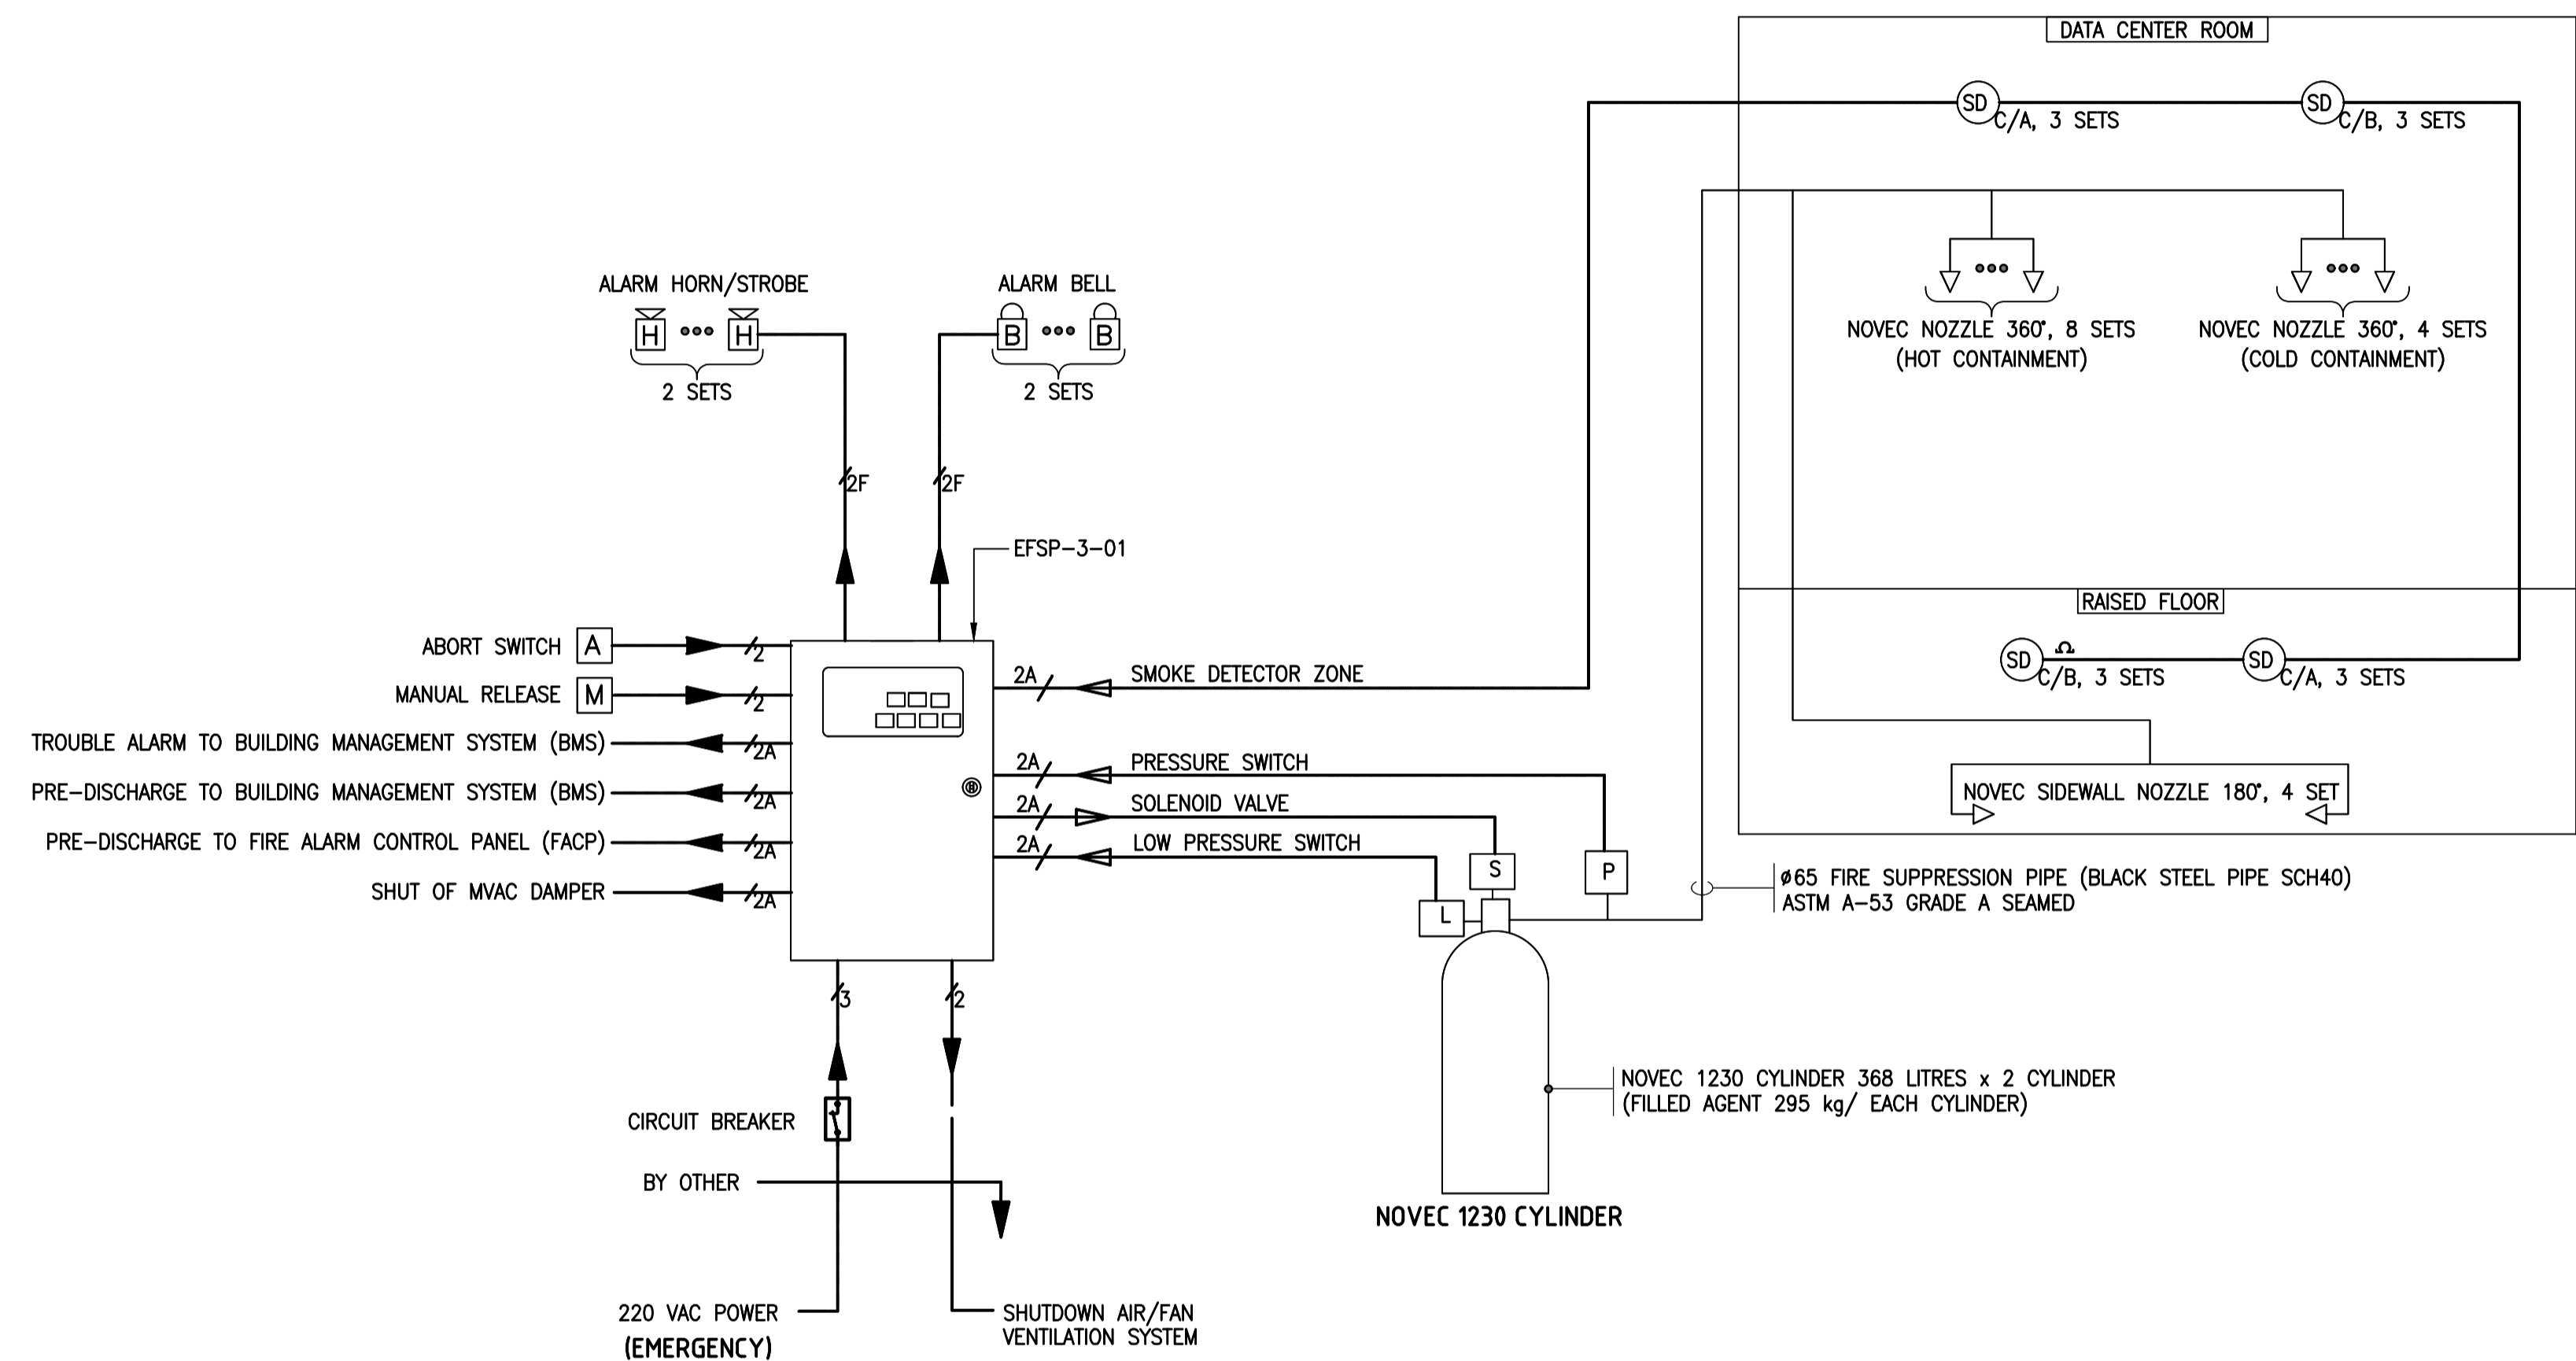 DATA CENTER ROOM
SD
C/A, 3 SETS
SD
C/B, 3 SETS
NOVEC NOZZLE 360°, 8 SETS
(HOT CONTAINMENT)
NOVEC NOZZLE 360°, 4 SETS
(COLD CONTAINMENT)
ALARM HORN/STROBE
H
H
2 SETS
ALARM BELL
B
B
2 SETS
2F
2F
EFSP-3-01
RAISED FLOOR
SD
Ω
C/B, 3 SETS
SD
C/A, 3 SETS
NOVEC SIDEWALL NOZZLE 180°, 4 SET
ABORT SWITCH
A
2
MANUAL RELEASE
M
2
TROUBLE ALARM TO BUILDING MANAGEMENT SYSTEM (BMS)
2A
PRE-DISCHARGE TO BUILDING MANAGEMENT SYSTEM (BMS)
2A
PRE-DISCHARGE TO FIRE ALARM CONTROL PANEL (FACP)
2A
SHUT OF MVAC DAMPER
2A
2A
SMOKE DETECTOR ZONE
2A
PRESSURE SWITCH
2A
SOLENOID VALVE
2A
LOW PRESSURE SWITCH
S
P
L
ø65 FIRE SUPPRESSION PIPE (BLACK STEEL PIPE SCH40)
ASTM A-53 GRADE A SEAMED
3
2
NOVEC 1230 CYLINDER 368 LITRES x 2 CYLINDER
(FILLED AGENT 295 kg/ EACH CYLINDER)
CIRCUIT BREAKER
BY OTHER
NOVEC 1230 CYLINDER
220 VAC POWER
(EMERGENCY)
SHUTDOWN AIR/FAN
VENTILATION SYSTEM